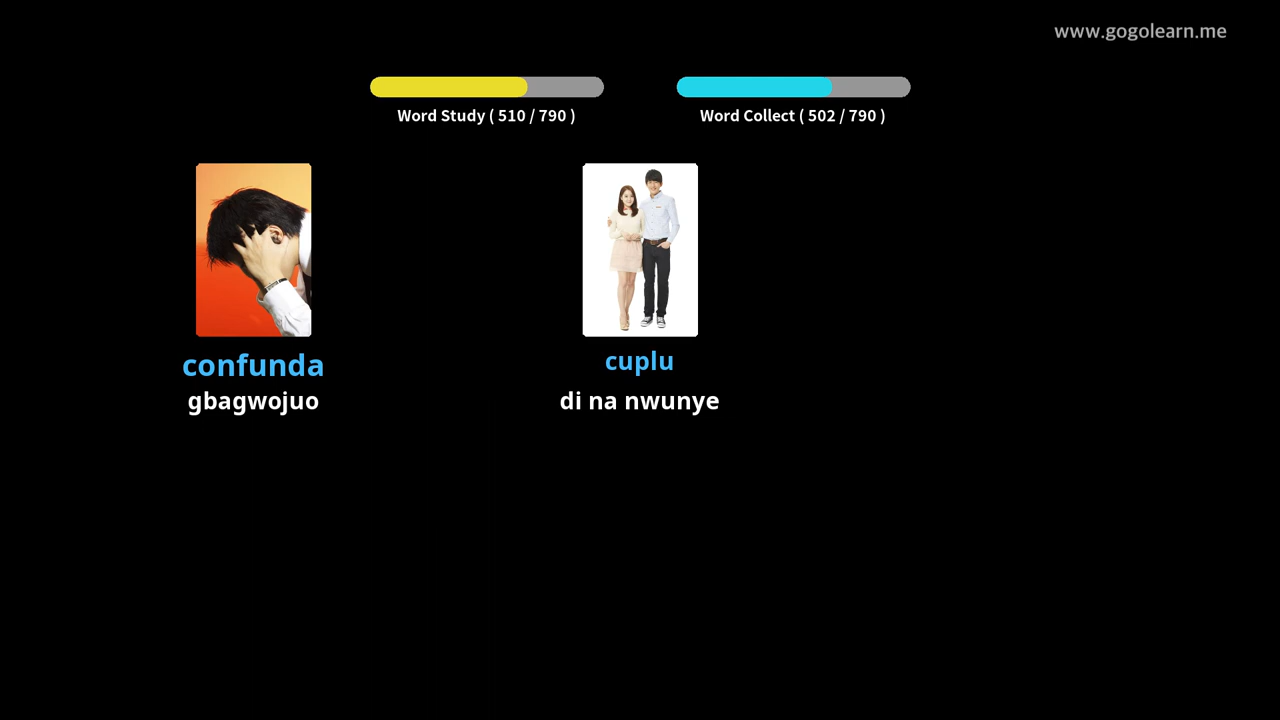 www.gogolearn.me
Word Study ( 510 / 790 )
Word Collect ( 502 / 790 )
confunda
gbagwojuo
cuplu
di na nwunye